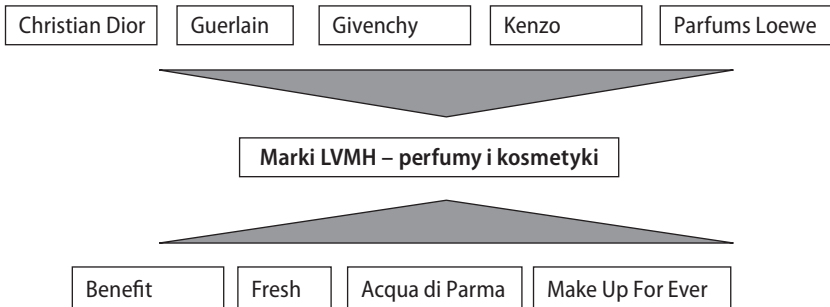 Christian Dior Guerlain Givenchy Kenzo Parfums Loewe
Marki LVMH – perfumy i kosmetyki
Benefit Fresh Acqua di Parma Make Up For Ever